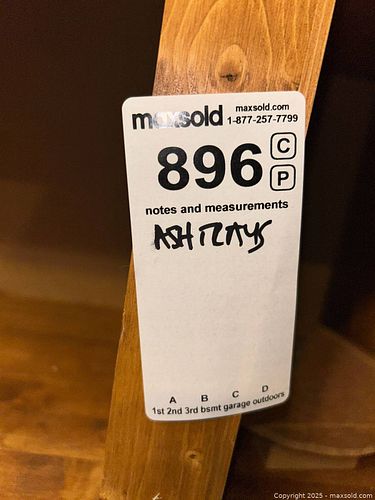 maxsold
maxsold.com
1-877-257-7799
896
C
P
notes and measurements
ASHTRAYS
A B C D
1st 2nd 3rd bsmt garage outdoors
Copyright 2025 - maxsold.com